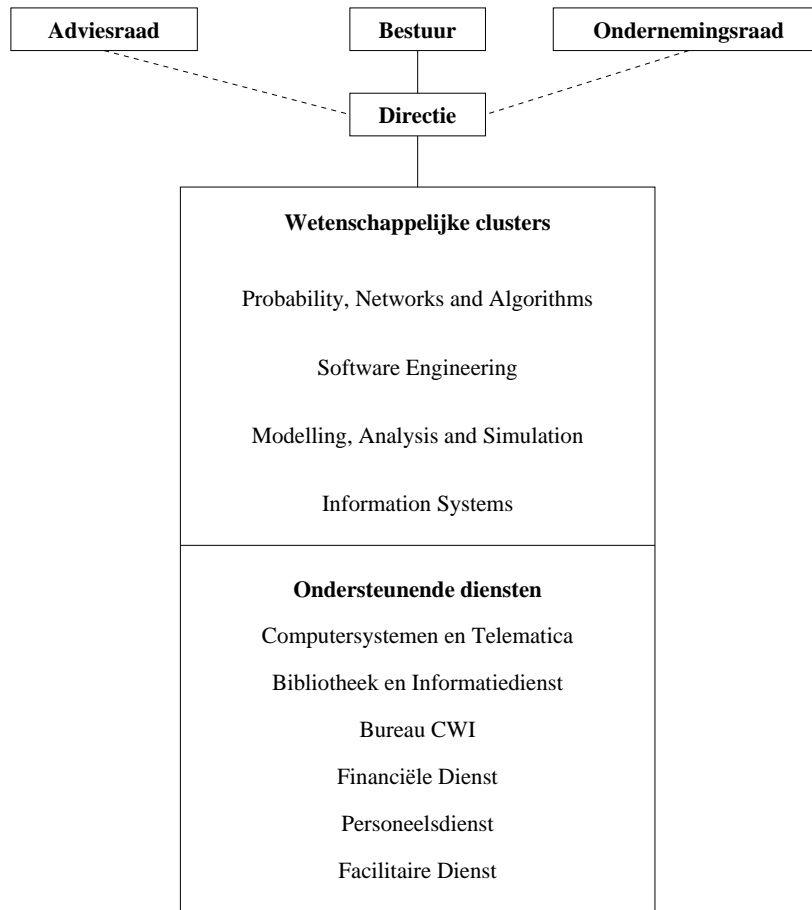 Adviesraad
Bestuur
Ondernemingsraad
Directie
Wetenschappelijke clusters
Probability, Networks and Algorithms
Software Engineering
Modelling, Analysis and Simulation
Information Systems
Ondersteunende diensten
Computersystemen en Telematica
Bibliotheek en Informatiedienst
Bureau CWI
Financiële Dienst
Personeelsdienst
Facilitaire Dienst